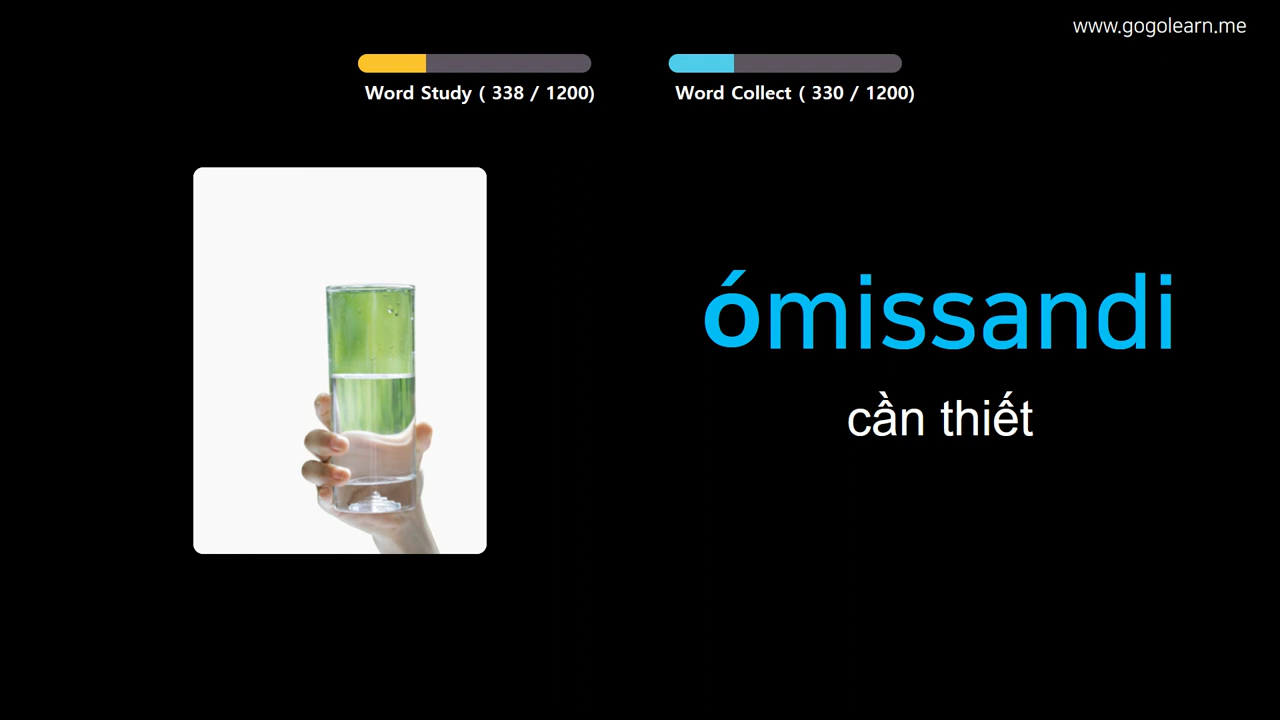 www.gogolearn.me
Word Study ( 338 / 1200)
Word Collect ( 330 / 1200)
ómissandi
cần thiết